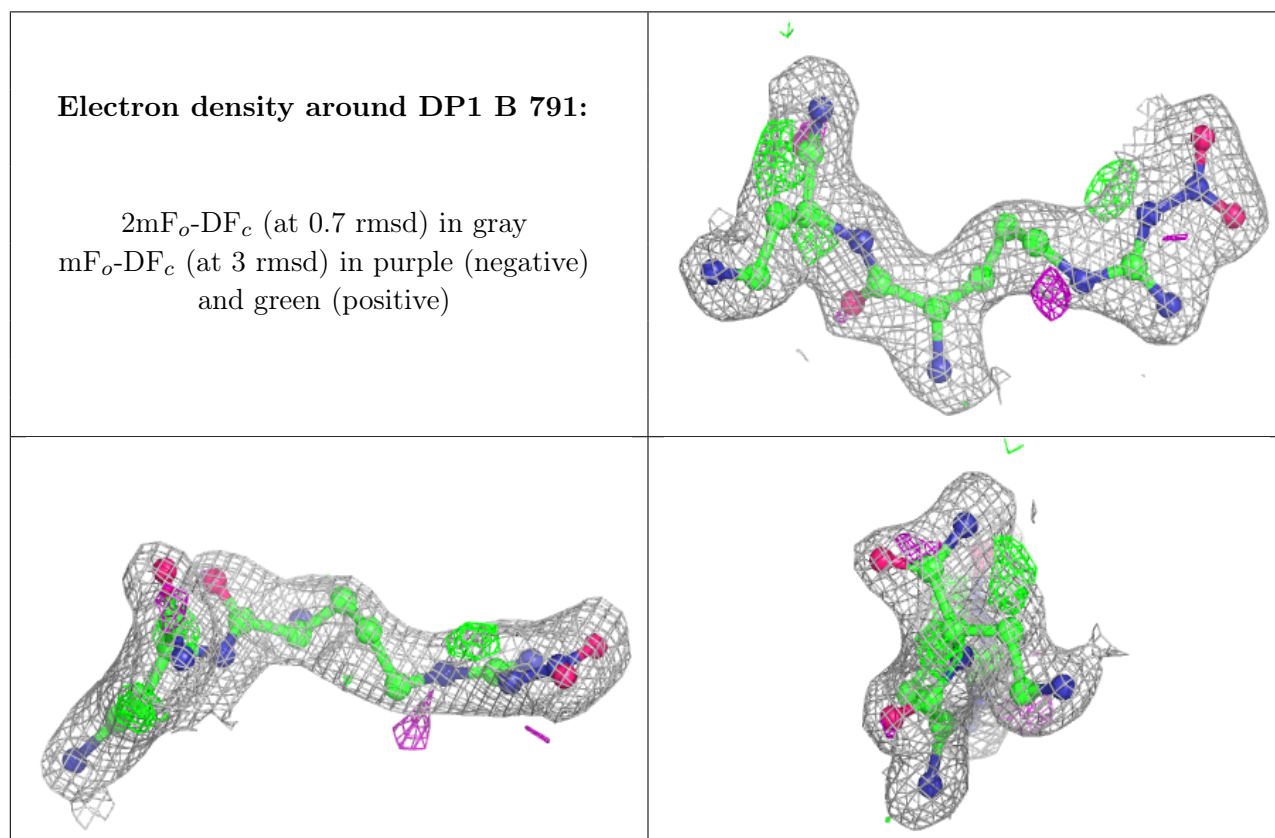 Electron density around DP1 B 791:
2mFₒ-DF𝒸 (at 0.7 rmsd) in gray
mFₒ-DF𝒸 (at 3 rmsd) in purple (negative)
and green (positive)